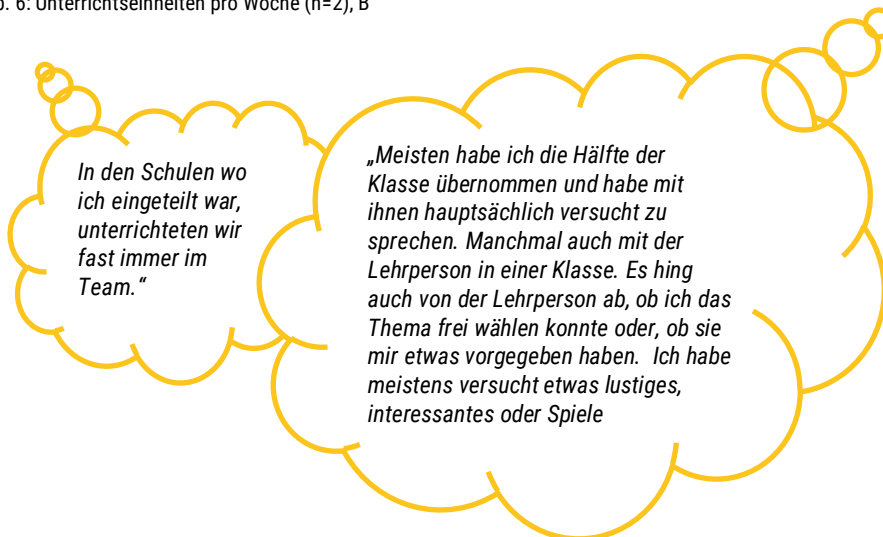 6: Unterrichtseinheiten pro Woche (n=2), B
In den Schulen wo
ich eingeteilt war,
unterrichteten wir
fast immer im
Team.“
„Meisten habe ich die Hälfte der
Klasse übernommen und habe mit
ihnen hauptsächlich versucht zu
sprechen. Manchmal auch mit der
Lehrperson in einer Klasse. Es hing
auch von der Lehrperson ab, ob ich das
Thema frei wählen konnte oder, ob sie
mir etwas vorgegeben haben. Ich habe
meistens versucht etwas lustiges,
interessantes oder Spiele